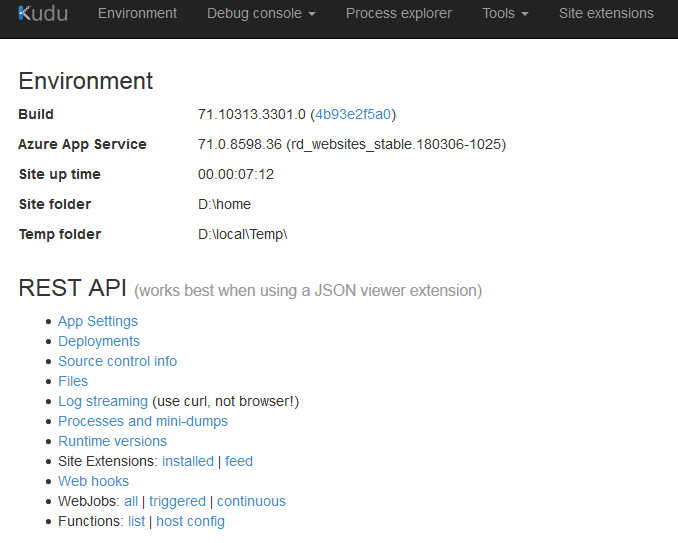 Kudu Environment Debug console Process explorer Tools Site extensions
Environment
Build 71.10313.3301.0 (4b93e2f5a0)
Azure App Service 71.0.8598.36 (rd_websites_stable.180306-1025)
Site up time 00.00:07:12
Site folder D:\home
Temp folder D:\local\Temp\
REST API (works best when using a JSON viewer extension)
• App Settings
• Deployments
• Source control info
• Files
• Log streaming (use curl, not browser!)
• Processes and mini-dumps
• Runtime versions
• Site Extensions: installed | feed
• Web hooks
• WebJobs: all | triggered | continuous
• Functions: list | host config